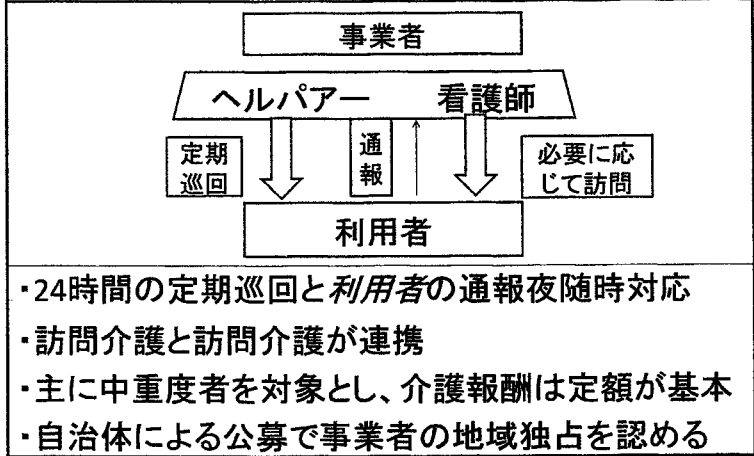 事業者
ヘルパアー 看護師
定期
巡回
通
報
必要に応
じて訪問
利用者
・24時間の定期巡回と利用者の通報夜随時対応
・訪問介護と訪問介護が連携
・主に中重度者を対象とし、介護報酬は定額が基本
・自治体による公募で事業者の地域独占を認める